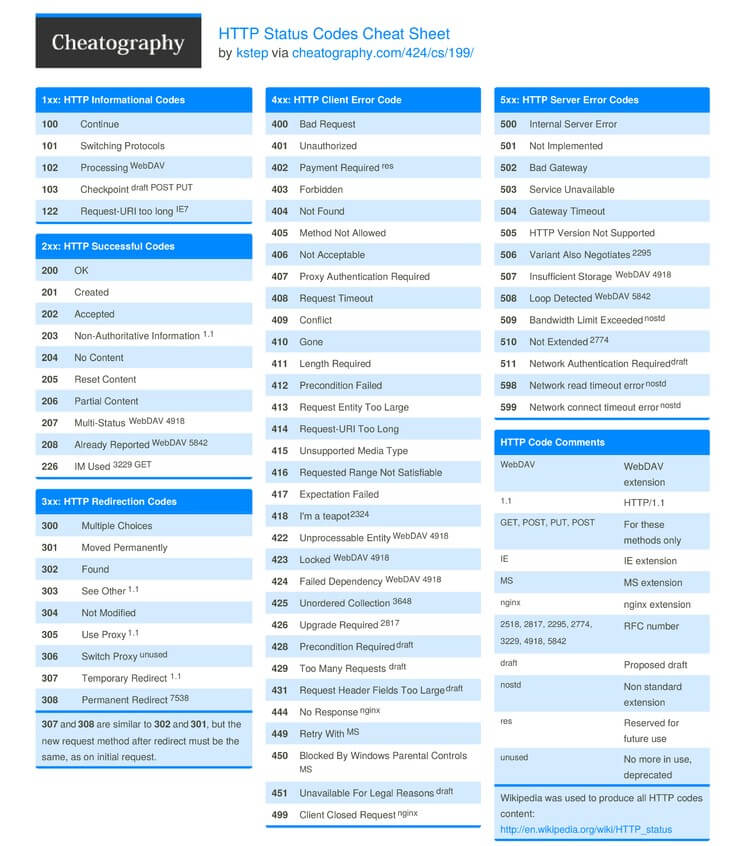 Cheatography
HTTP Status Codes Cheat Sheet
by kstep via cheatography.com/424/cs/199/
1xx: HTTP Informational Codes
100 Continue
101 Switching Protocols
102 Processing WebDAV
103 Checkpoint draft POST PUT
122 Request-URI too long IE7
2xx: HTTP Successful Codes
200 OK
201 Created
202 Accepted
203 Non-Authoritative Information 1.1
204 No Content
205 Reset Content
206 Partial Content
207 Multi-Status WebDAV 4918
208 Already Reported WebDAV 5842
226 IM Used 3229 GET
3xx: HTTP Redirection Codes
300 Multiple Choices
301 Moved Permanently
302 Found
303 See Other 1.1
304 Not Modified
305 Use Proxy 1.1
306 Switch Proxy unused
307 Temporary Redirect 1.1
308 Permanent Redirect 7538
307 and 308 are similar to 302 and 301, but the
new request method after redirect must be the
same, as on initial request.
4xx: HTTP Client Error Code
400 Bad Request
401 Unauthorized
402 Payment Required res
403 Forbidden
404 Not Found
405 Method Not Allowed
406 Not Acceptable
407 Proxy Authentication Required
408 Request Timeout
409 Conflict
410 Gone
411 Length Required
412 Precondition Failed
413 Request Entity Too Large
414 Request-URI Too Long
415 Unsupported Media Type
416 Requested Range Not Satisfiable
417 Expectation Failed
418 I'm a teapot 2324
422 Unprocessable Entity WebDAV 4918
423 Locked WebDAV 4918
424 Failed Dependency WebDAV 4918
425 Unordered Collection 3648
426 Upgrade Required 2817
428 Precondition Required draft
429 Too Many Requests draft
431 Request Header Fields Too Large draft
444 No Response nginx
449 Retry With MS
450 Blocked By Windows Parental Controls
MS
451 Unavailable For Legal Reasons draft
499 Client Closed Request nginx
5xx: HTTP Server Error Codes
500 Internal Server Error
501 Not Implemented
502 Bad Gateway
503 Service Unavailable
504 Gateway Timeout
505 HTTP Version Not Supported
506 Variant Also Negotiates 2295
507 Insufficient Storage WebDAV 4918
508 Loop Detected WebDAV 5842
509 Bandwidth Limit Exceeded nostd
510 Not Extended 2774
511 Network Authentication Required draft
598 Network read timeout error nostd
599 Network connect timeout error nostd
HTTP Code Comments
WebDAV WebDAV
extension
1.1 HTTP/1.1
GET, POST, PUT, POST For these
methods only
IE IE extension
MS MS extension
nginx nginx extension
2518, 2817, 2295, 2774, RFC number
3229, 4918, 5842
draft Proposed draft
nostd Non standard
extension
res Reserved for
future use
unused No more in use,
deprecated
Wikipedia was used to produce all HTTP codes
content:
http://en.wikipedia.org/wiki/HTTP_status